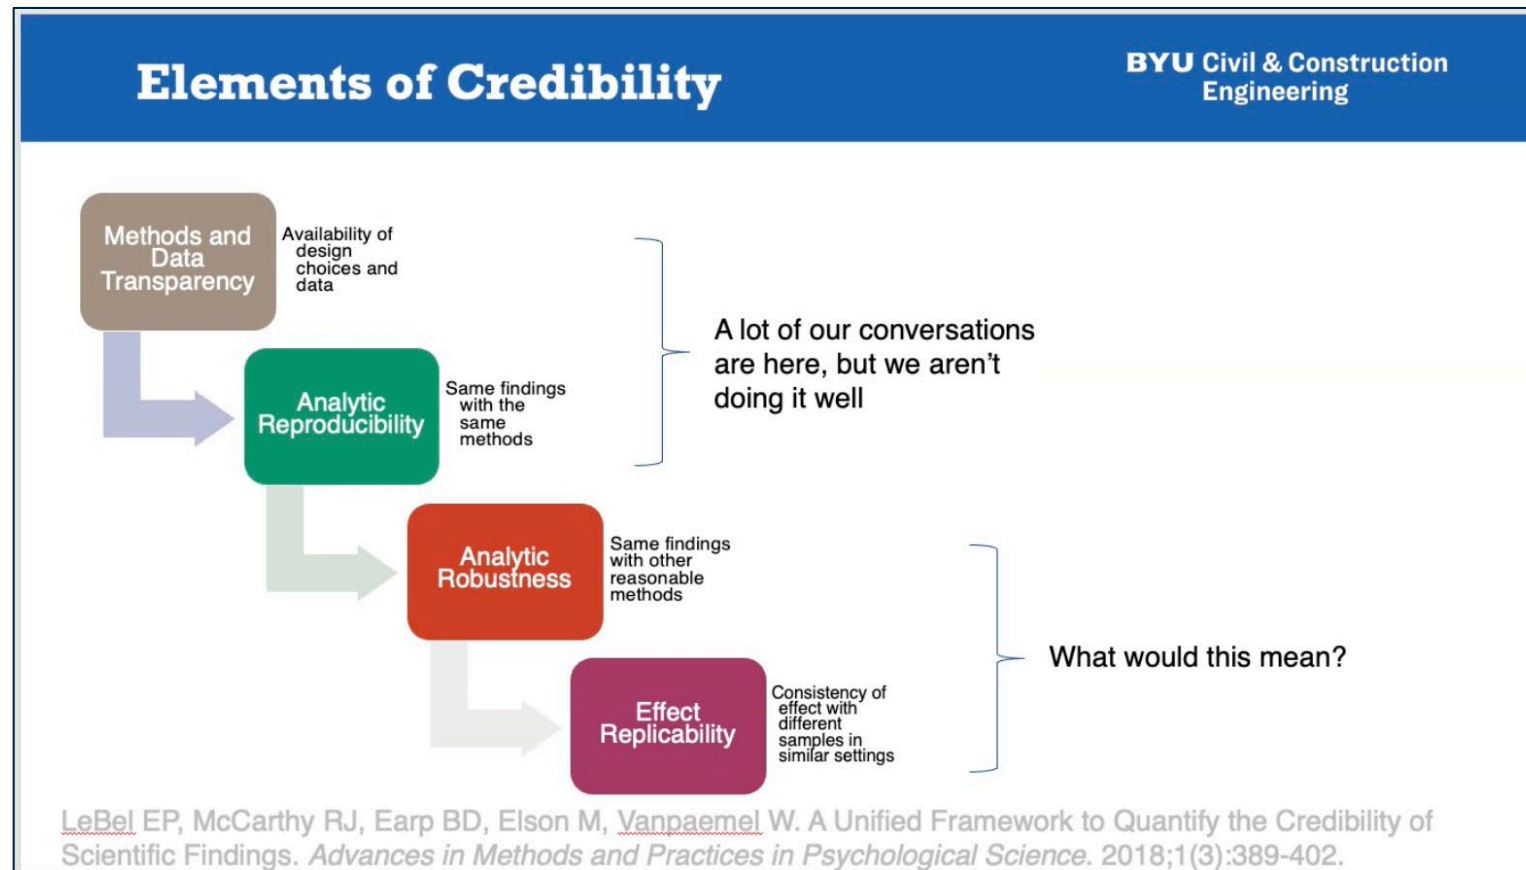 Elements of Credibility
BYU Civil & Construction
Engineering
Methods and
Data
Transparency
Availability of
design
choices and
data
Analytic
Reproducibility
Same findings
with the
same
methods
A lot of our conversations
are here, but we aren’t
doing it well
Analytic
Robustness
Same findings
with other
reasonable
methods
Effect
Replicability
Consistency of
effect with
different
samples in
similar settings
What would this mean?
LeBel EP, McCarthy RJ, Earp BD, Elson M, Vanpaemel W. A Unified Framework to Quantify the Credibility of
Scientific Findings. Advances in Methods and Practices in Psychological Science. 2018;1(3):389-402.